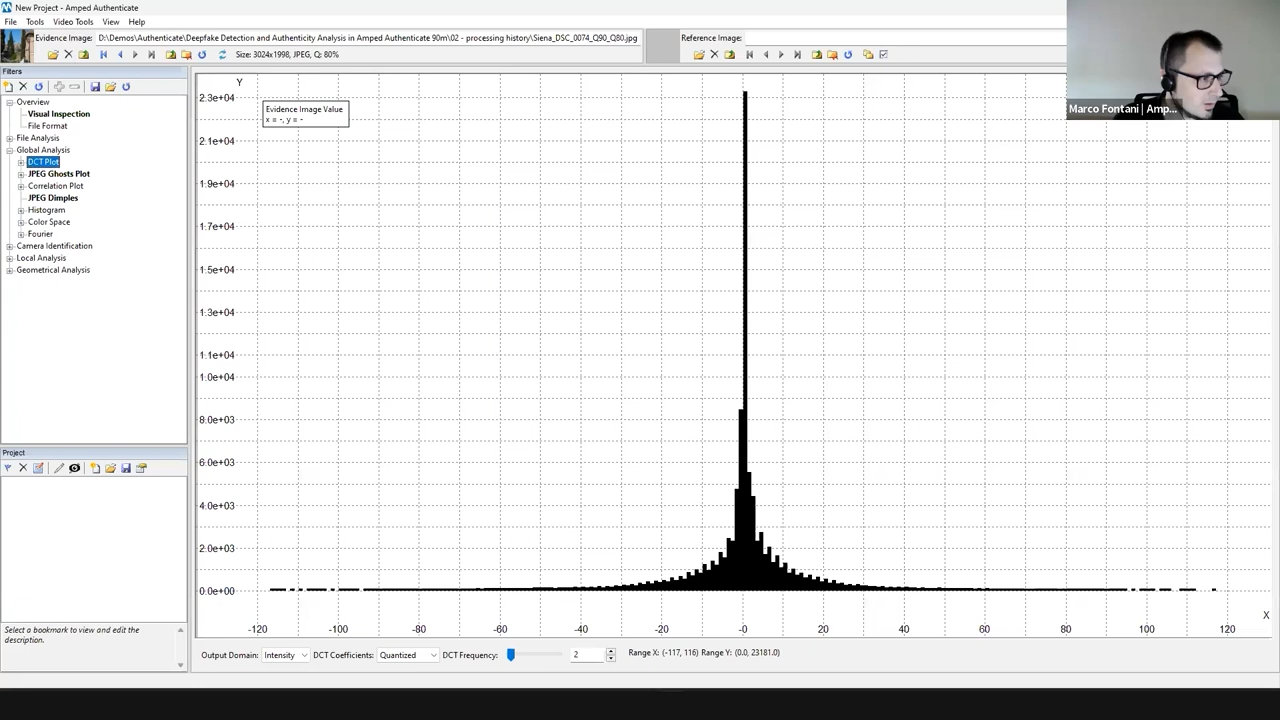 New Project - Amped Authenticate
File Tools Video Tools View Help
Evidence Image: D:\Demos\Authenticate\Deepfake Detection and Authenticity Analysis in Amped Authenticate 90m\02 - processing history\Siena_DSC_0074_Q90_Q80.jpg
Reference Image:
Size: 3024x1998, JPEG, Q: 80%
Marco Fontani | Amp...
Filters
Overview
Visual Inspection
File Format
File Analysis
Global Analysis
DCT Plot
JPEG Ghosts Plot
Correlation Plot
JPEG Dimples
Histogram
Color Space
Fourier
Camera Identification
Local Analysis
Geometrical Analysis
Project
Select a bookmark to view and edit the
description.
Y
Evidence Image Value
x = -, y = -
2.3e+04
2.1e+04
1.9e+04
1.7e+04
1.5e+04
1.3e+04
1.1e+04
1.0e+04
8.0e+03
6.0e+03
4.0e+03
2.0e+03
0.0e+00
X
-120 -100 -80 -60 -40 -20 -0 20 40 60 80 100 120
Output Domain: Intensity DCT Coefficients: Quantized DCT Frequency: 2 Range X: (-117, 116) Range Y: (0.0, 23181.0)